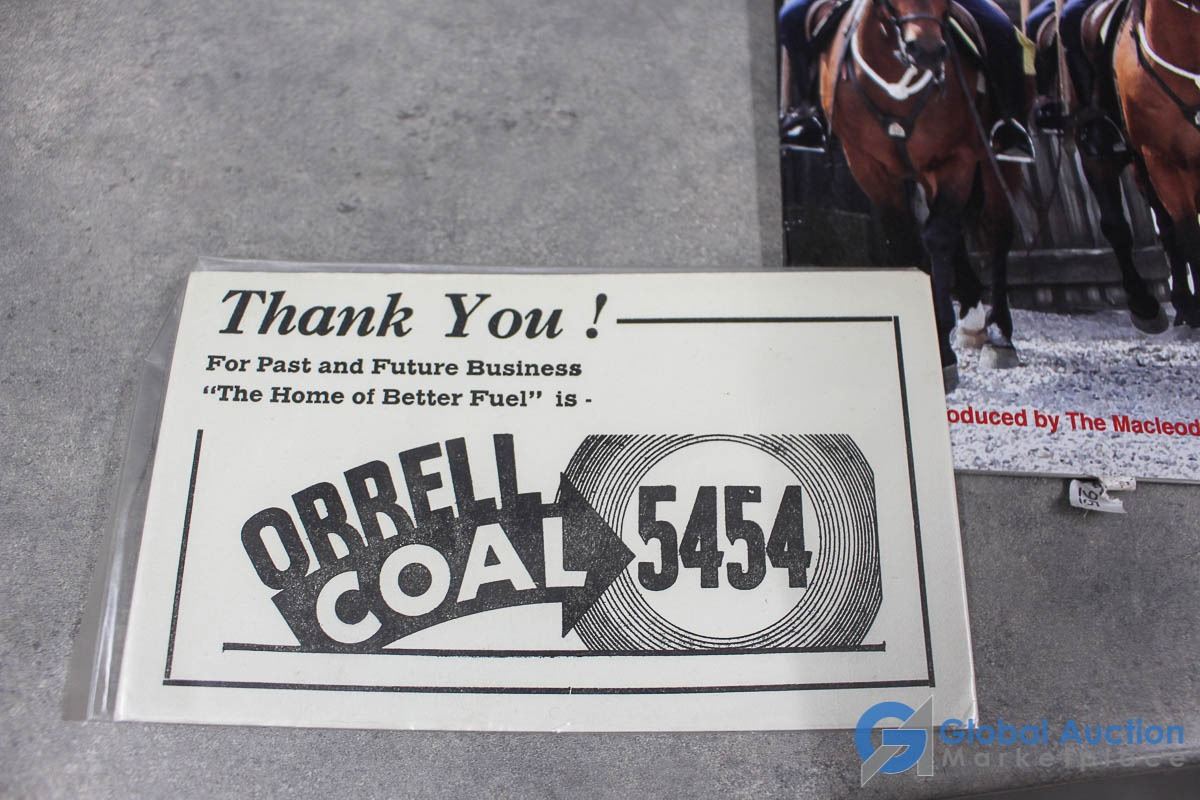 Thank You !
For Past and Future Business
"The Home of Better Fuel" is -
ORRELL
COAL
5454
oduced by The Macleod
Global Auction
Marketplace